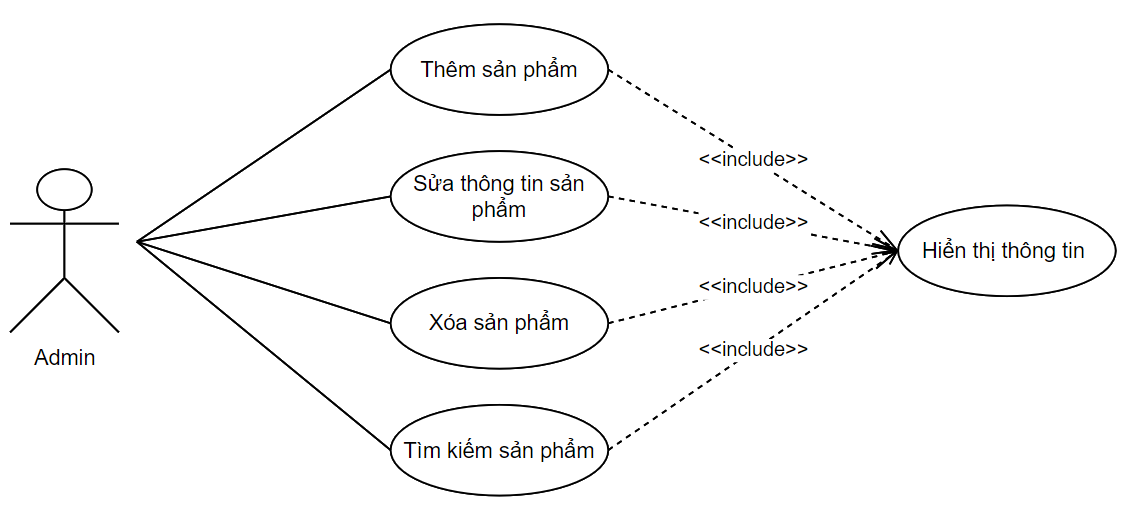 Thêm sản phẩm
<<include>>
Sửa thông tin sản
phẩm
<<include>>
Hiển thị thông tin
<<include>>
Xóa sản phẩm
<<include>>
Admin
Tìm kiếm sản phẩm